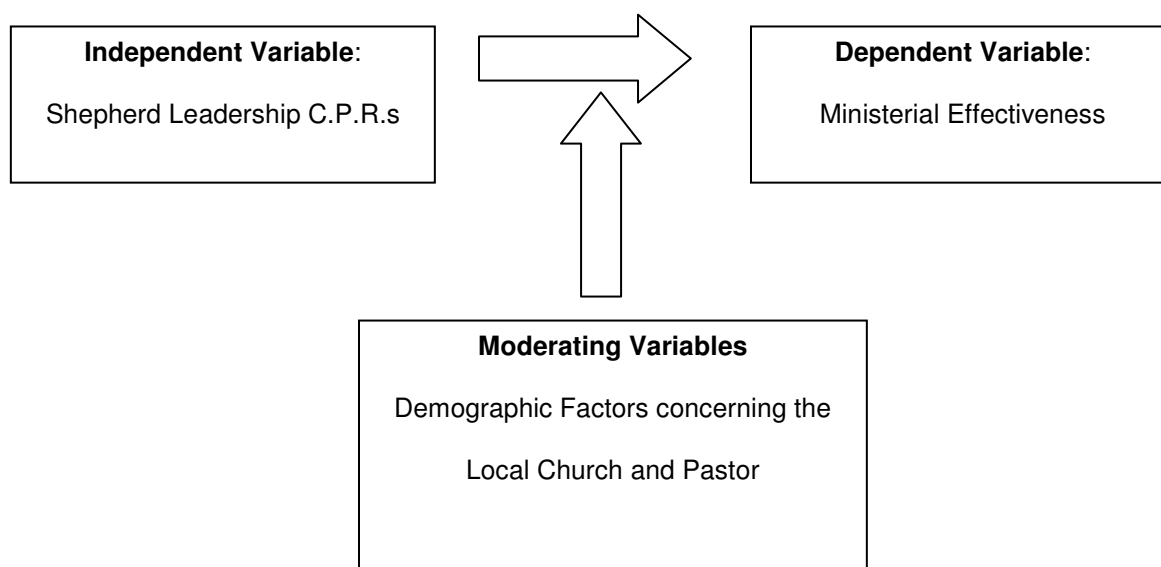 Independent Variable:
Shepherd Leadership C.P.R.s
Dependent Variable:
Ministerial Effectiveness
Moderating Variables
Demographic Factors concerning the
Local Church and Pastor